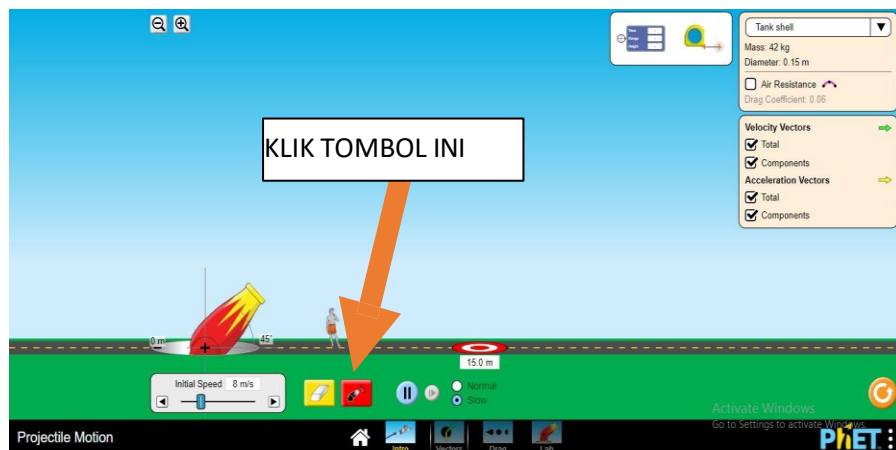 Tank shell
Mass: 42 kg
Diameter: 0.15 m
Air Resistance
Drag Coefficient: 0.06
Velocity Vectors
Total
Components
Acceleration Vectors
Total
Components
KLIK TOMBOL INI
0 m
45°
15.0 m
Initial Speed 8 m/s
Normal
Slow
Activate Windows
Go to Settings to activate Windows.
Projectile Motion
Intro
Vectors
Drag
Lab
PhET